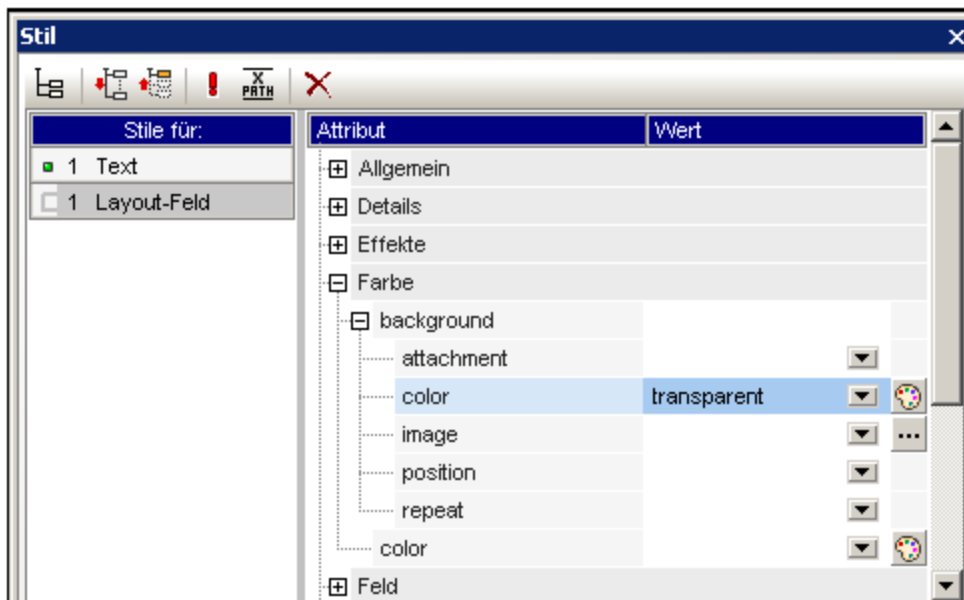 Stil
X
PATH
Stile für:
Attribut Wert
1 Text
1 Layout-Feld
Allgemein
Details
Effekte
Farbe
background
attachment
color transparent
image
position
repeat
color
Feld